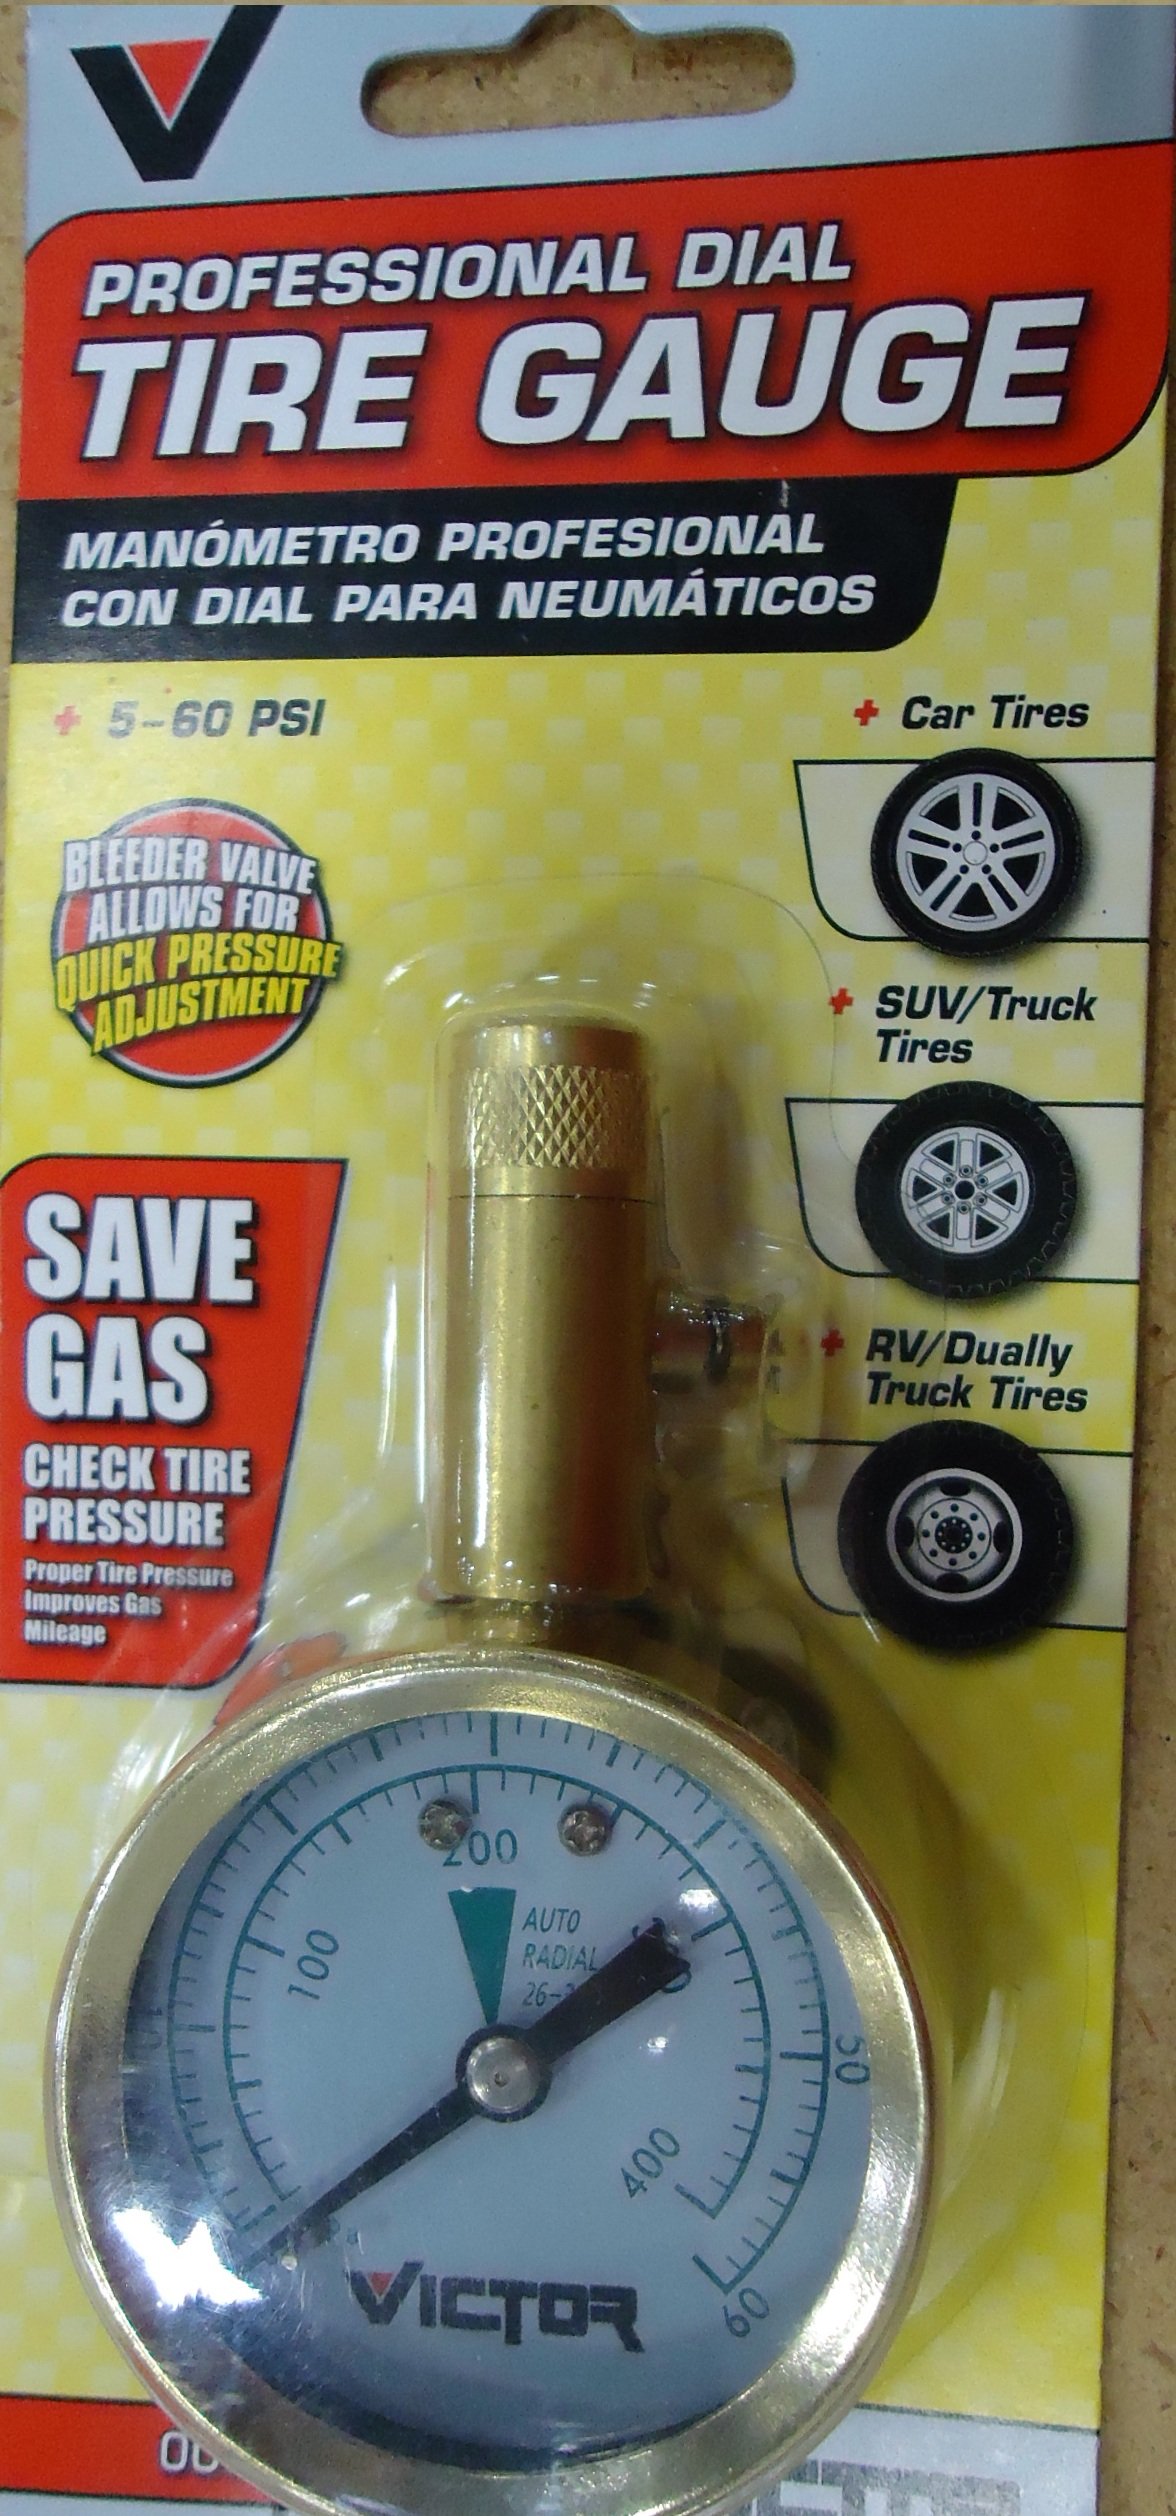 PROFESSIONAL DIAL
TIRE GAUGE
MANÓMETRO PROFESIONAL
CON DIAL PARA NEUMÁTICOS
5-60 PSI
Car Tires
BLEEDER VALVE
ALLOWS FOR
QUICK PRESSURE
ADJUSTMENT
SUV/Truck
Tires
SAVE
GAS
CHECK TIRE
PRESSURE
Proper Tire Pressure
Improves Gas
Mileage
RV/Dually
Truck Tires
200
100
AUTO
RADIAL
50
400
60
VICTOR